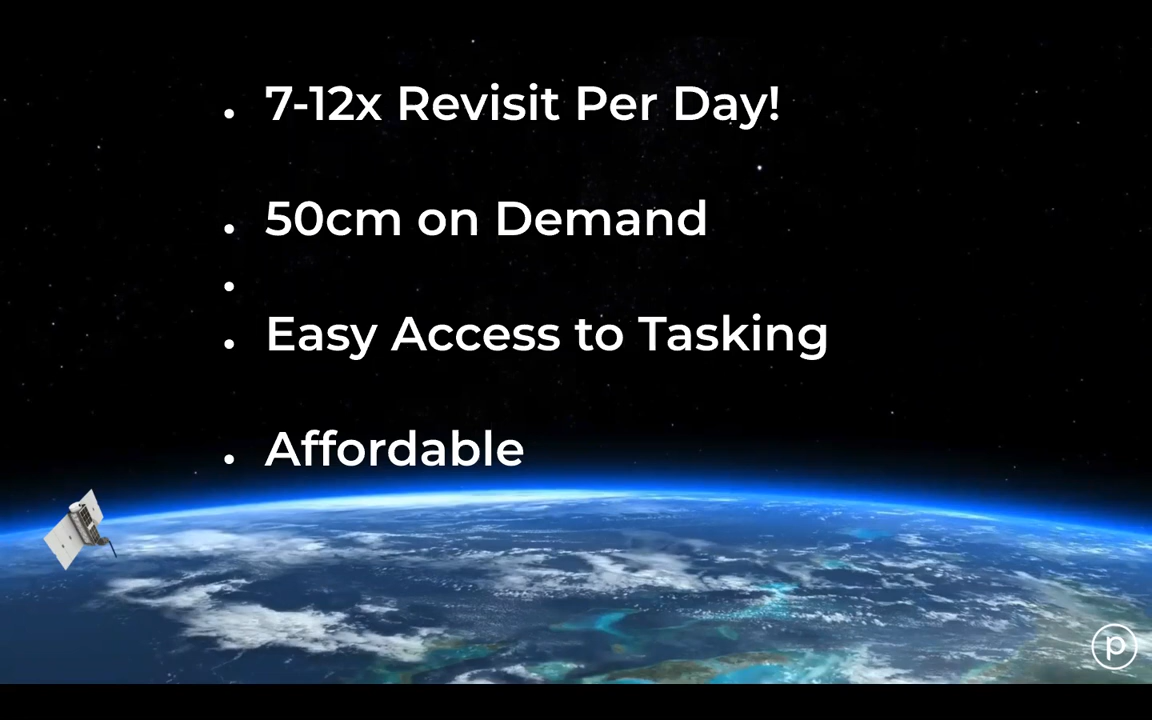 • 7-12x Revisit Per Day!
• 50cm on Demand
•
• Easy Access to Tasking
• Affordable
p